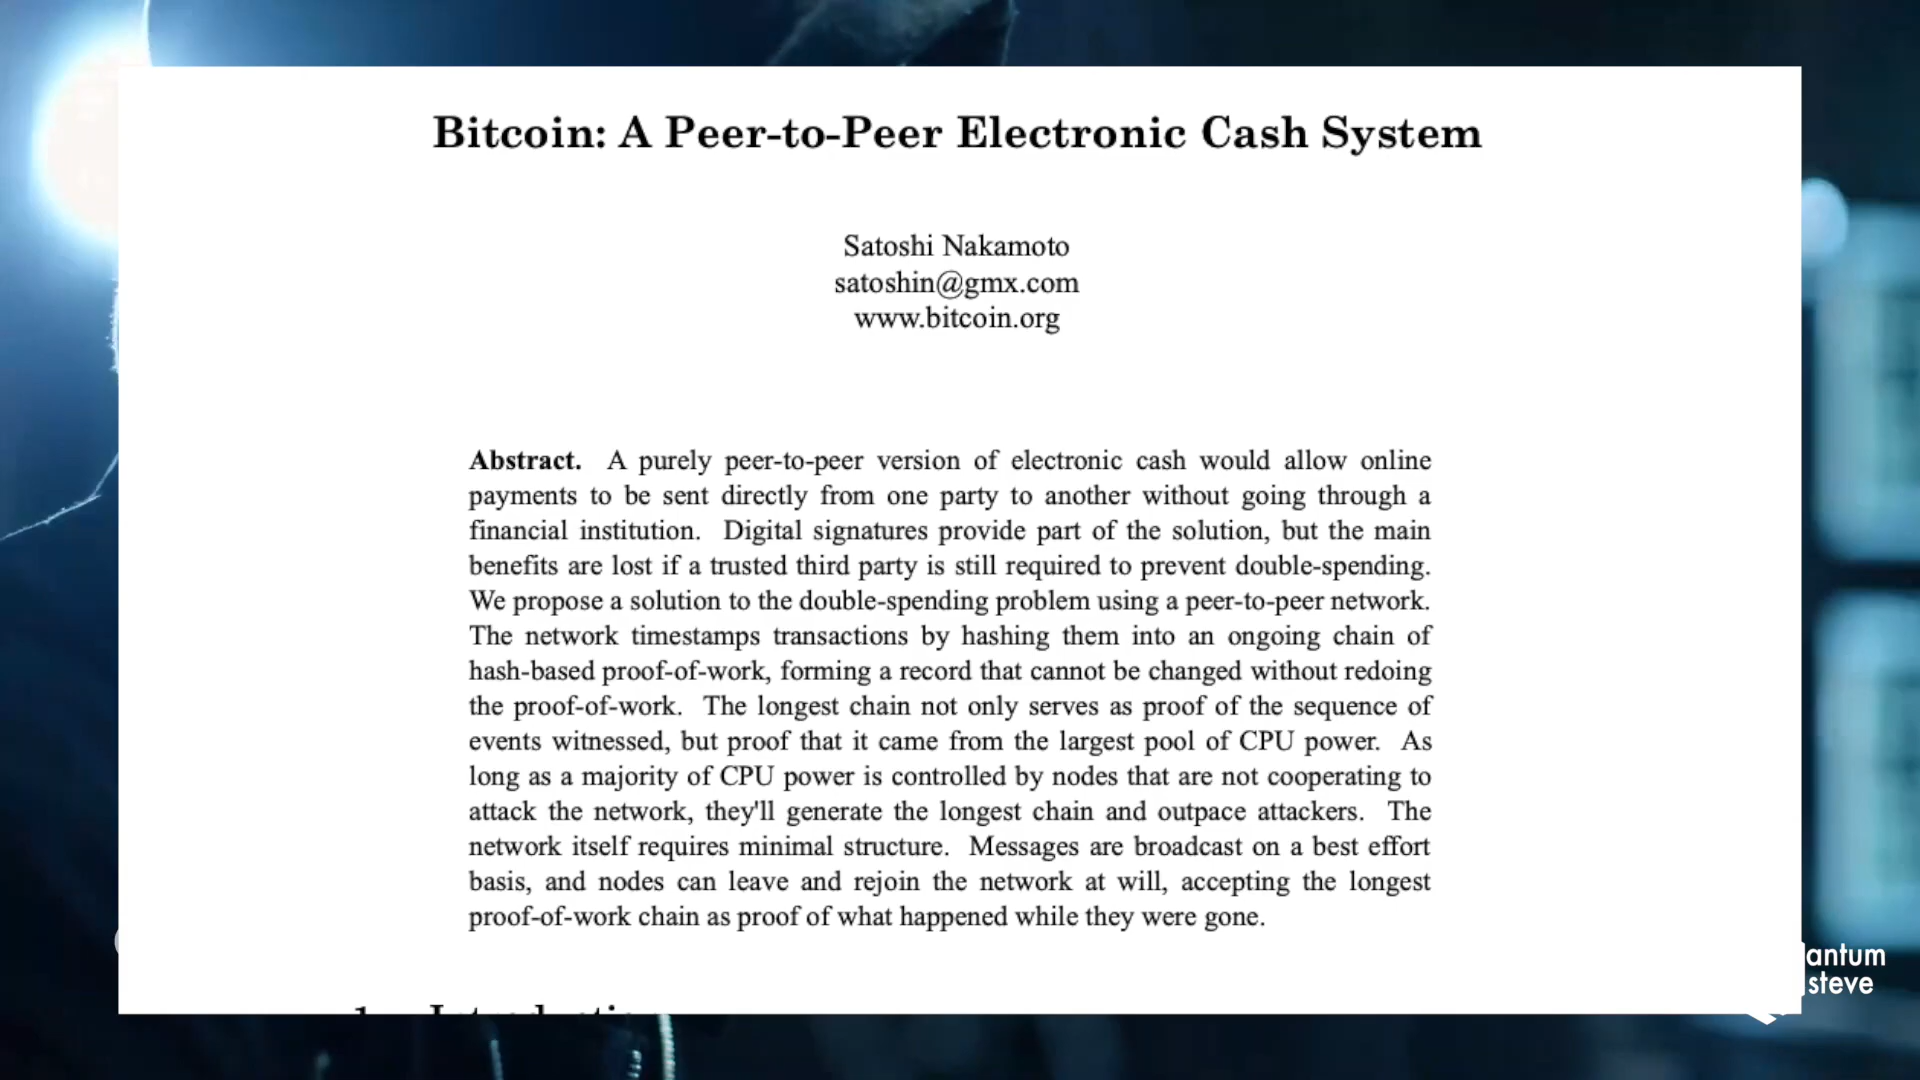 Bitcoin: A Peer-to-Peer Electronic Cash System
Satoshi Nakamoto
satoshin@gmx.com
www.bitcoin.org
Abstract. A purely peer-to-peer version of electronic cash would allow online
payments to be sent directly from one party to another without going through a
financial institution. Digital signatures provide part of the solution, but the main
benefits are lost if a trusted third party is still required to prevent double-spending.
We propose a solution to the double-spending problem using a peer-to-peer network.
The network timestamps transactions by hashing them into an ongoing chain of
hash-based proof-of-work, forming a record that cannot be changed without redoing
the proof-of-work. The longest chain not only serves as proof of the sequence of
events witnessed, but proof that it came from the largest pool of CPU power. As
long as a majority of CPU power is controlled by nodes that are not cooperating to
attack the network, they'll generate the longest chain and outpace attackers. The
network itself requires minimal structure. Messages are broadcast on a best effort
basis, and nodes can leave and rejoin the network at will, accepting the longest
proof-of-work chain as proof of what happened while they were gone.
1. Introduction
antum
steve